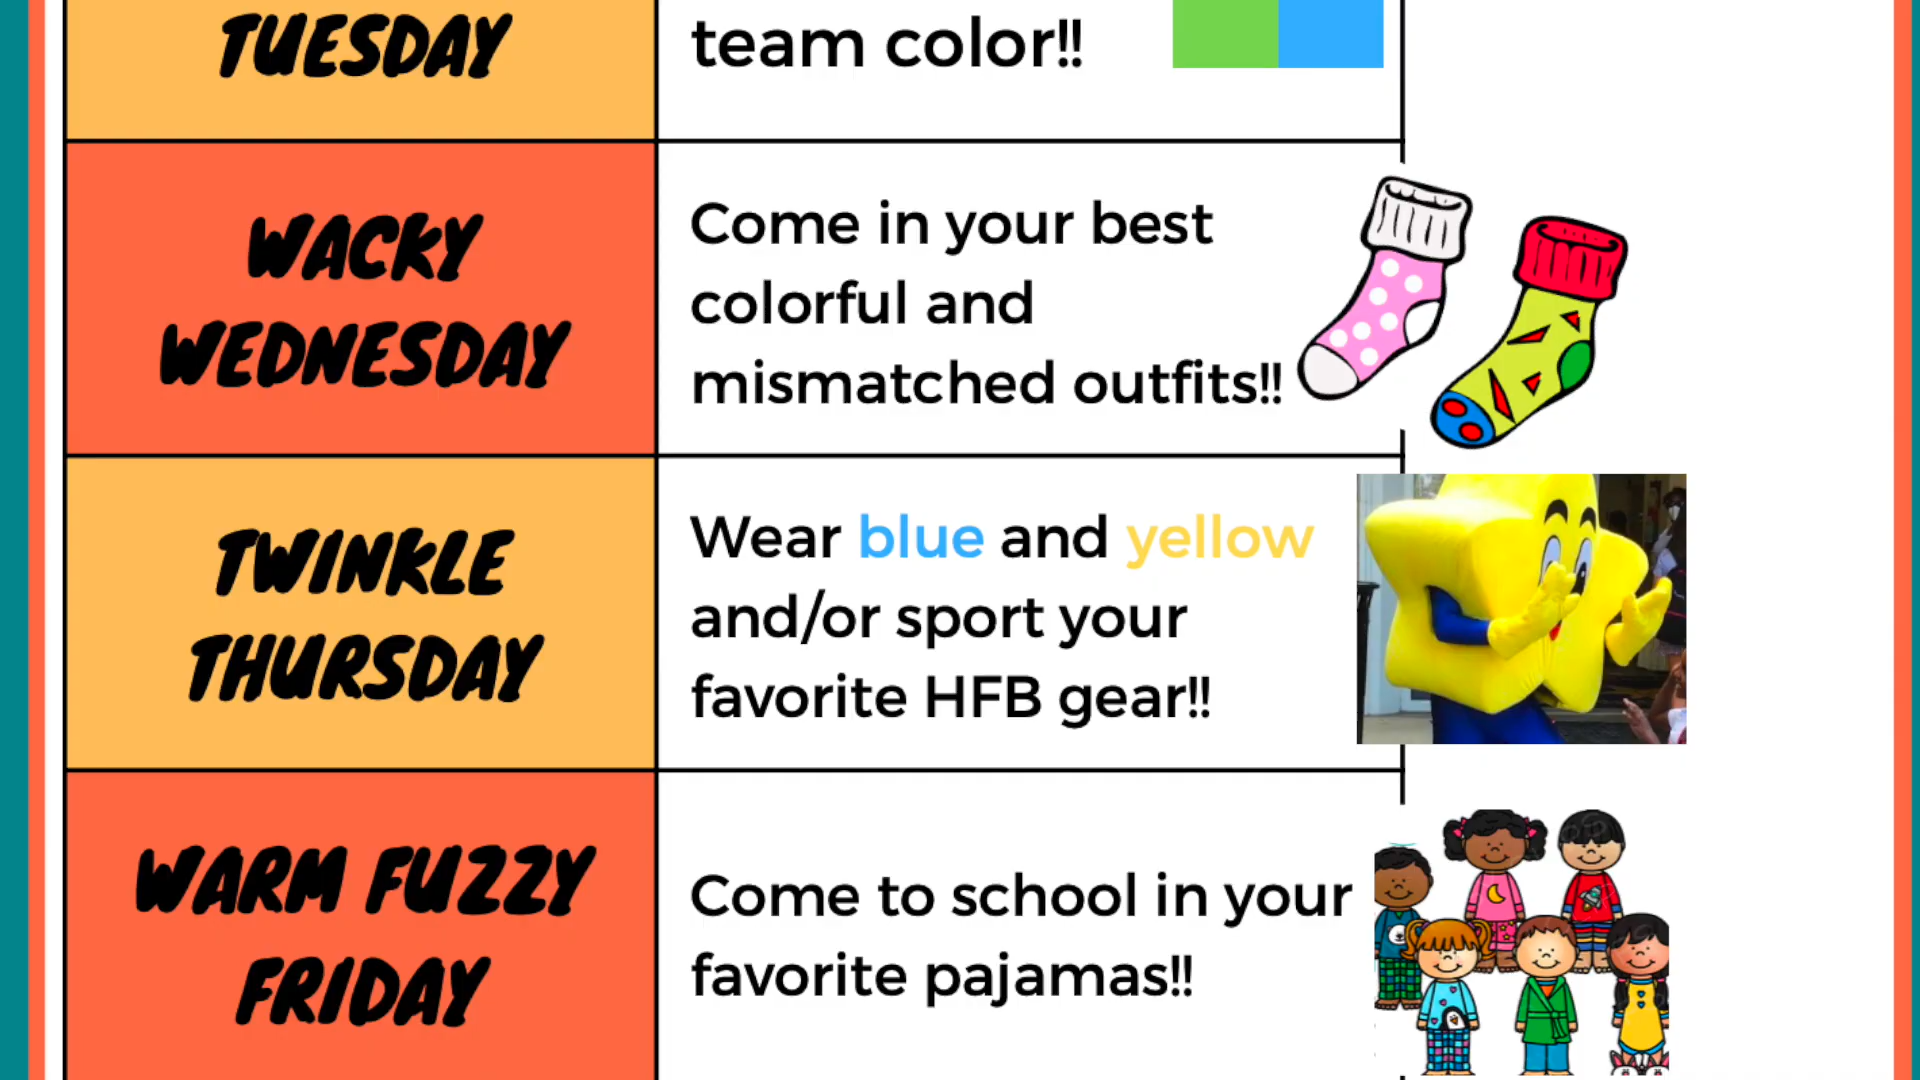 TUESDAY
team color!!
WACKY
WEDNESDAY
Come in your best
colorful and
mismatched outfits!!
TWINKLE
THURSDAY
Wear blue and yellow
and/or sport your
favorite HFB gear!!
WARM FUZZY
FRIDAY
Come to school in your
favorite pajamas!!